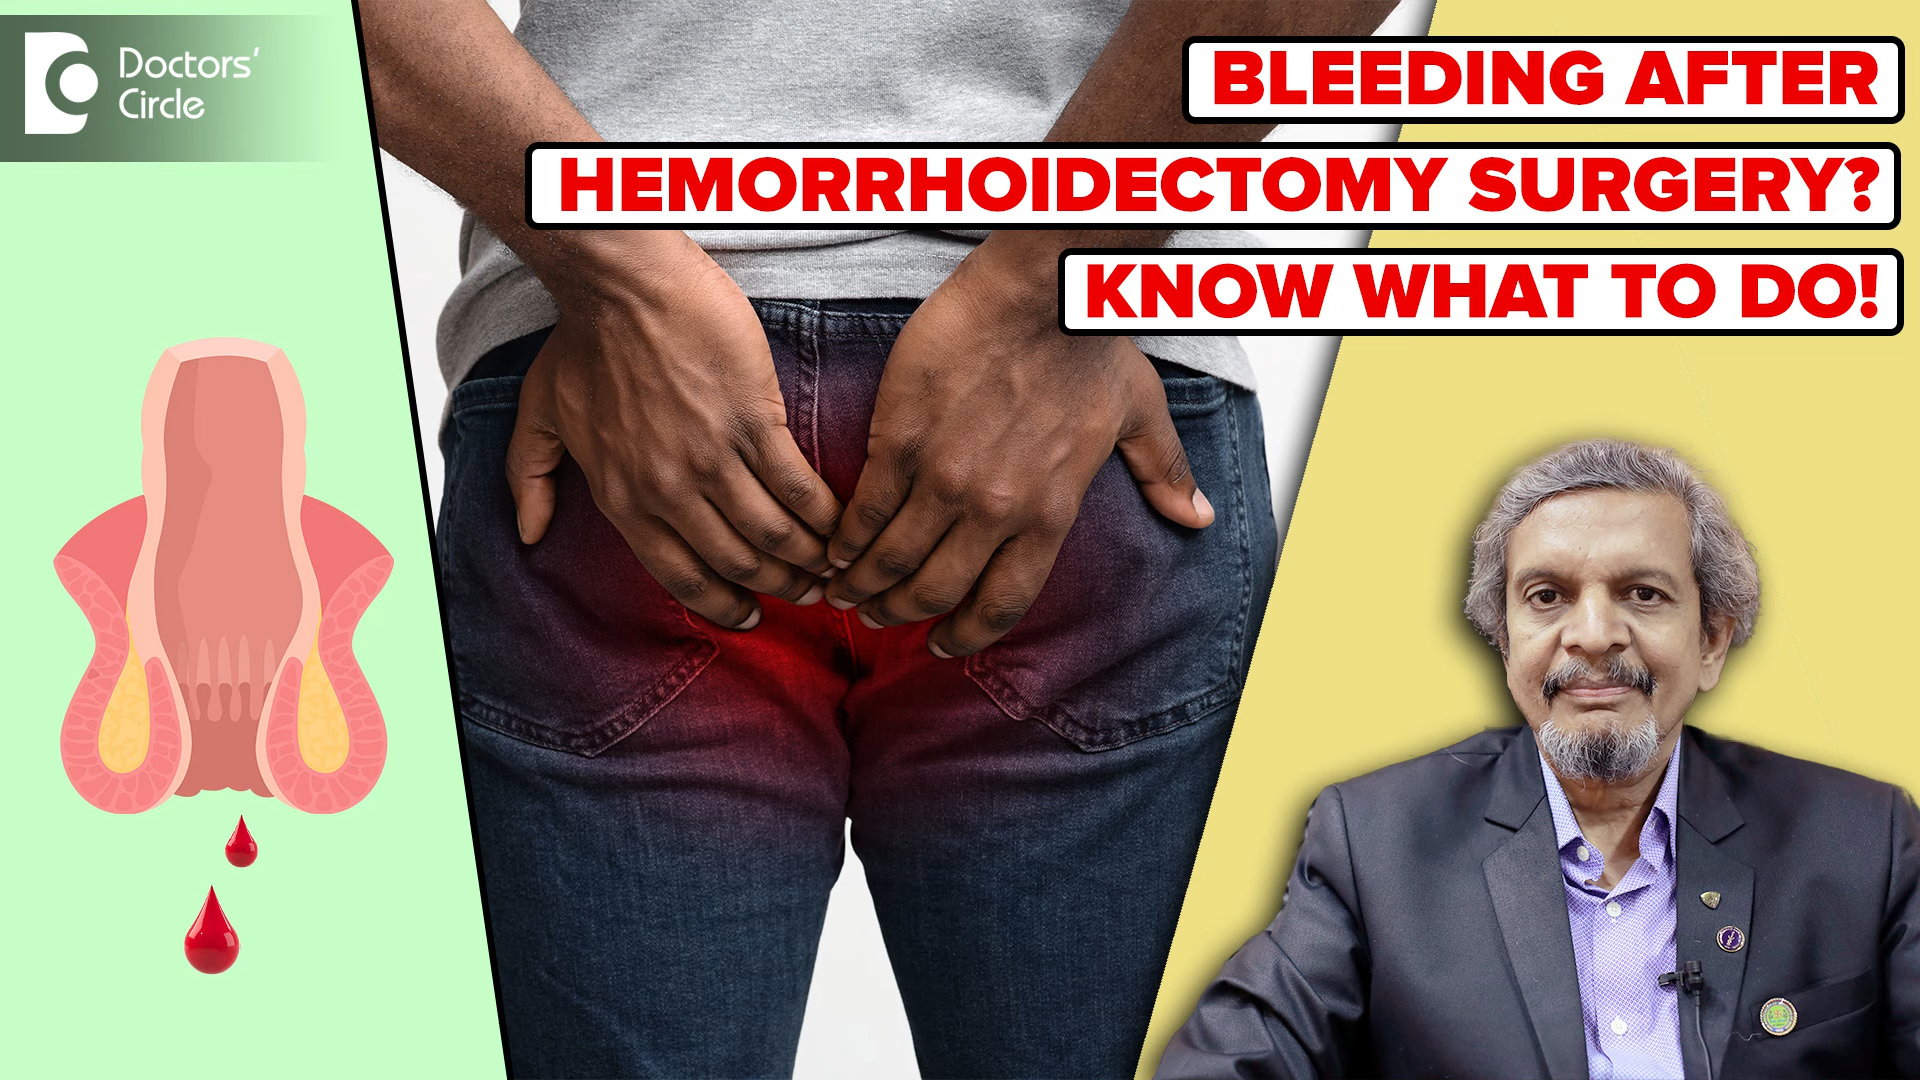 Doctors'
Circle
BLEEDING AFTER
HEMORRHOIDECTOMY SURGERY?
KNOW WHAT TO DO!